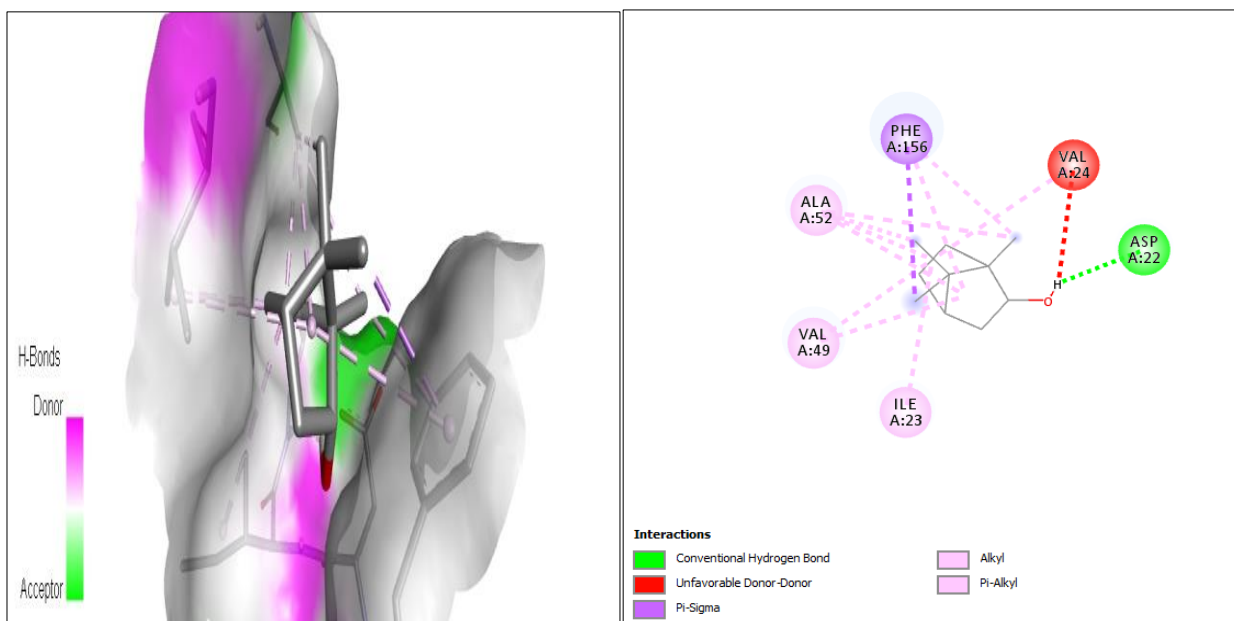 H-Bonds
Donor
Acceptor
PHE
A:156
VAL
A:24
ALA
A:52
ASP
A:22
H
O
VAL
A:49
ILE
A:23
Interactions
Conventional Hydrogen Bond
Unfavorable Donor-Donor
Pi-Sigma
Alkyl
Pi-Alkyl